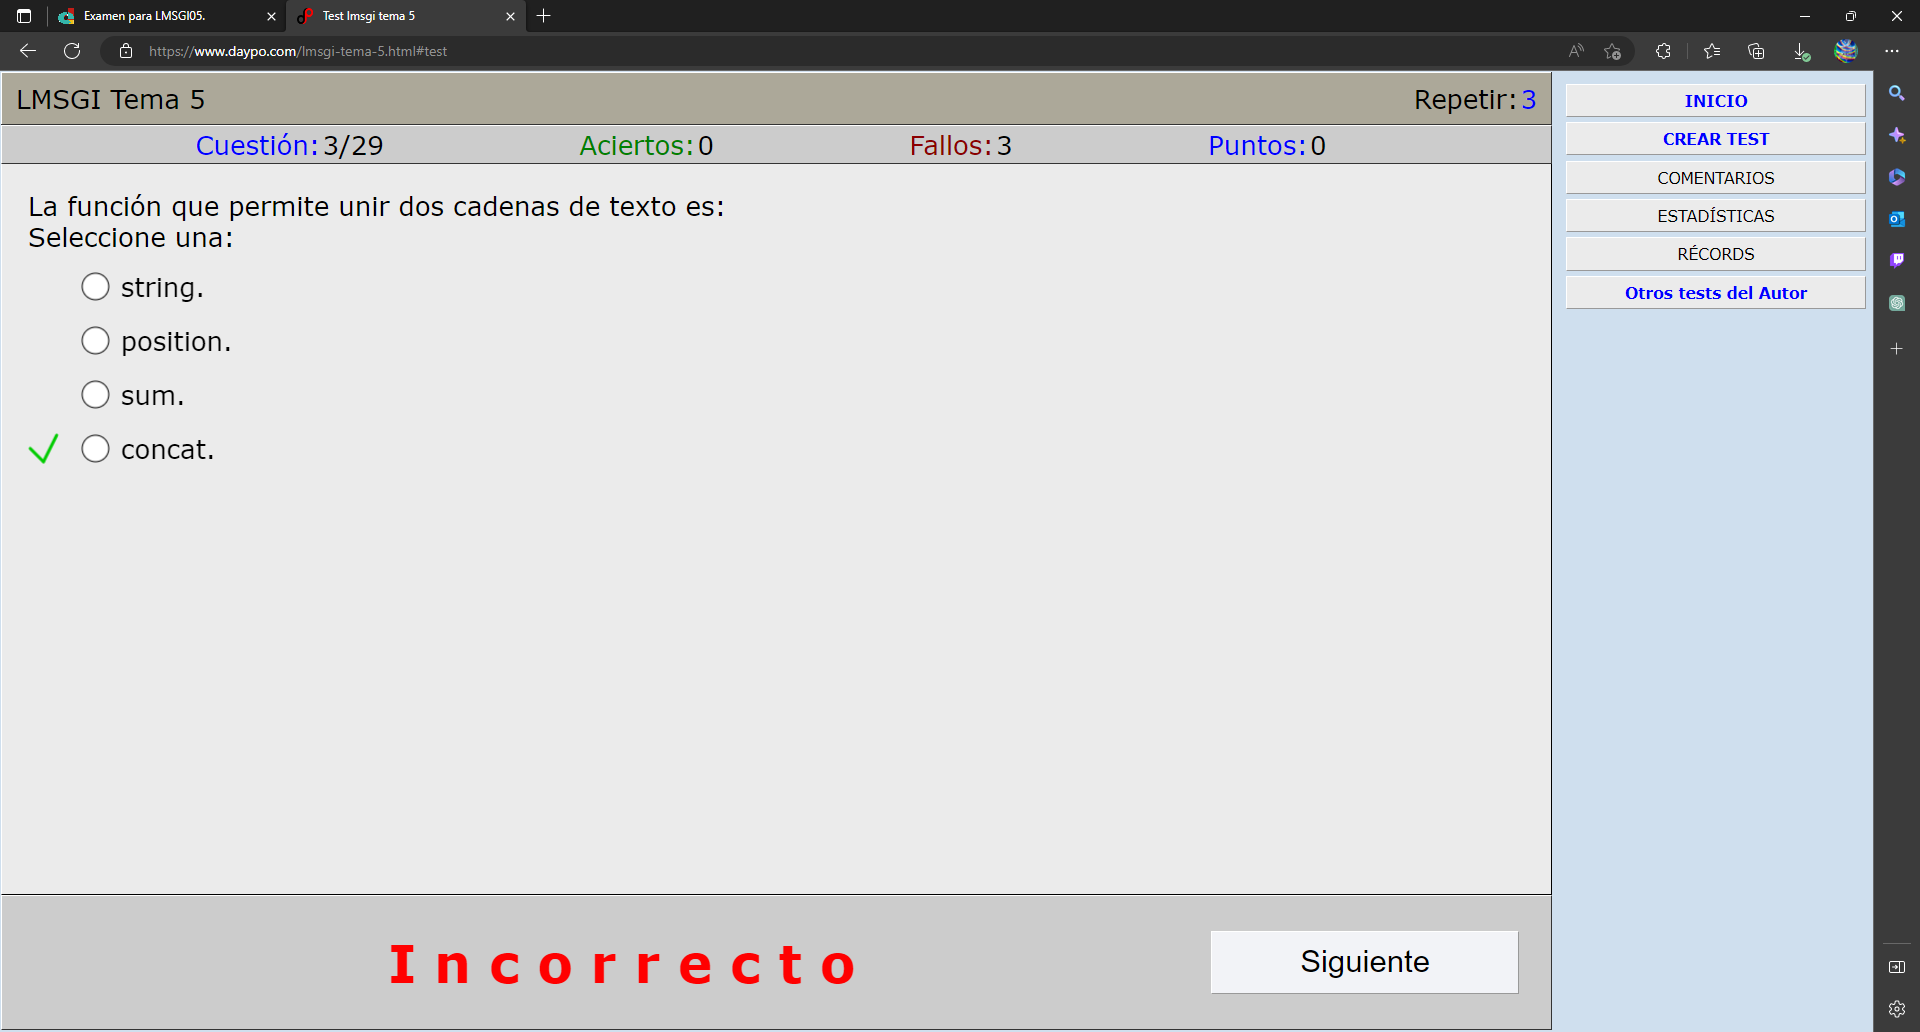 Examen para LMSGI05.
Test lmsgi tema 5
https://www.daypo.com/lmsgi-tema-5.html#test
LMSGI Tema 5
Repetir:3
Cuestión:3/29
Aciertos:0
Fallos:3
Puntos:0
La función que permite unir dos cadenas de texto es:
Seleccione una:
string.
position.
sum.
concat.
Incorrecto
Siguiente
INICIO
CREAR TEST
COMENTARIOS
ESTADÍSTICAS
RÉCORDS
Otros tests del Autor